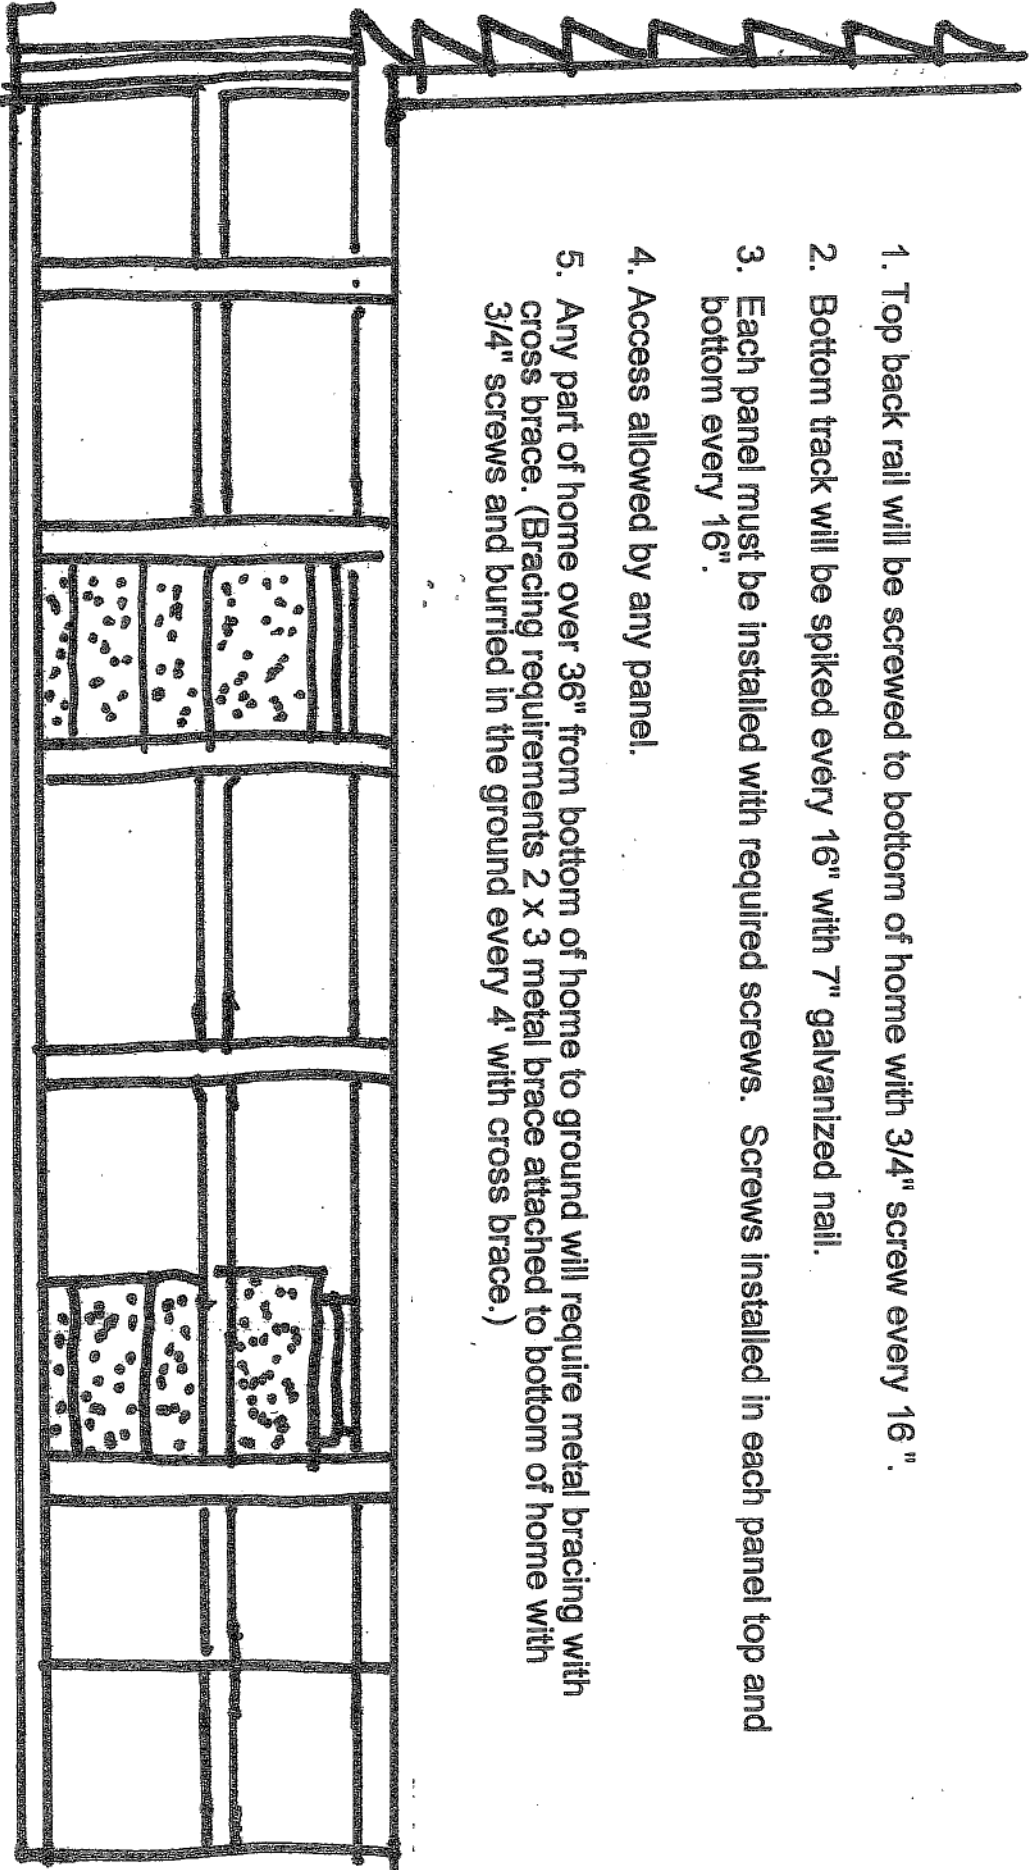 1. Top back rail will be screwed to bottom of home with 3/4" screw every 16 ".
2. Bottom track will be spiked every 16" with 7" galvanized nail.
3. Each panel must be installed with required screws. Screws installed in each panel top and
bottom every 16".
4. Access allowed by any panel.
5. Any part of home over 36" from bottom of home to ground will require metal bracing with
cross brace. (Bracing requirements 2 x 3 metal brace attached to bottom of home with
3/4" screws and burried in the ground every 4' with cross brace.)